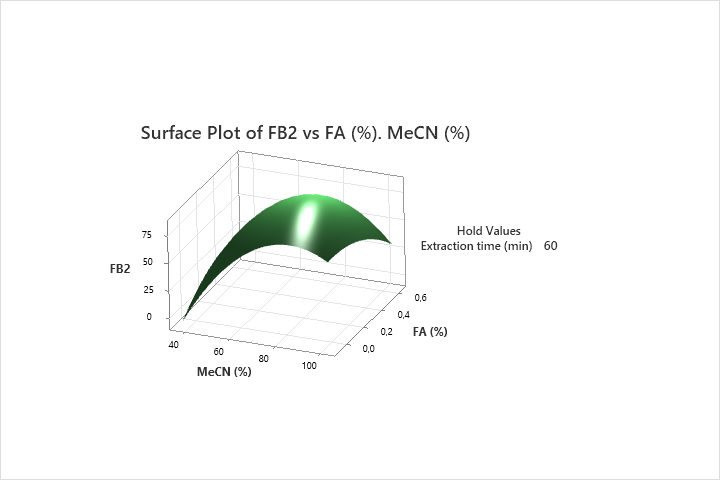 Surface Plot of FB2 vs FA (%). MeCN (%)
Hold Values
Extraction time (min) 60
75
50
25
0
FB2
0,6
0,4
0,2
0,0
FA (%)
40
60
80
100
MeCN (%)